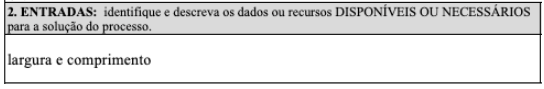 2. ENTRADAS: identifique e descreva os dados ou recursos DISPONÍVEIS OU NECESSÁRIOS
para a solução do processo.
largura e comprimento